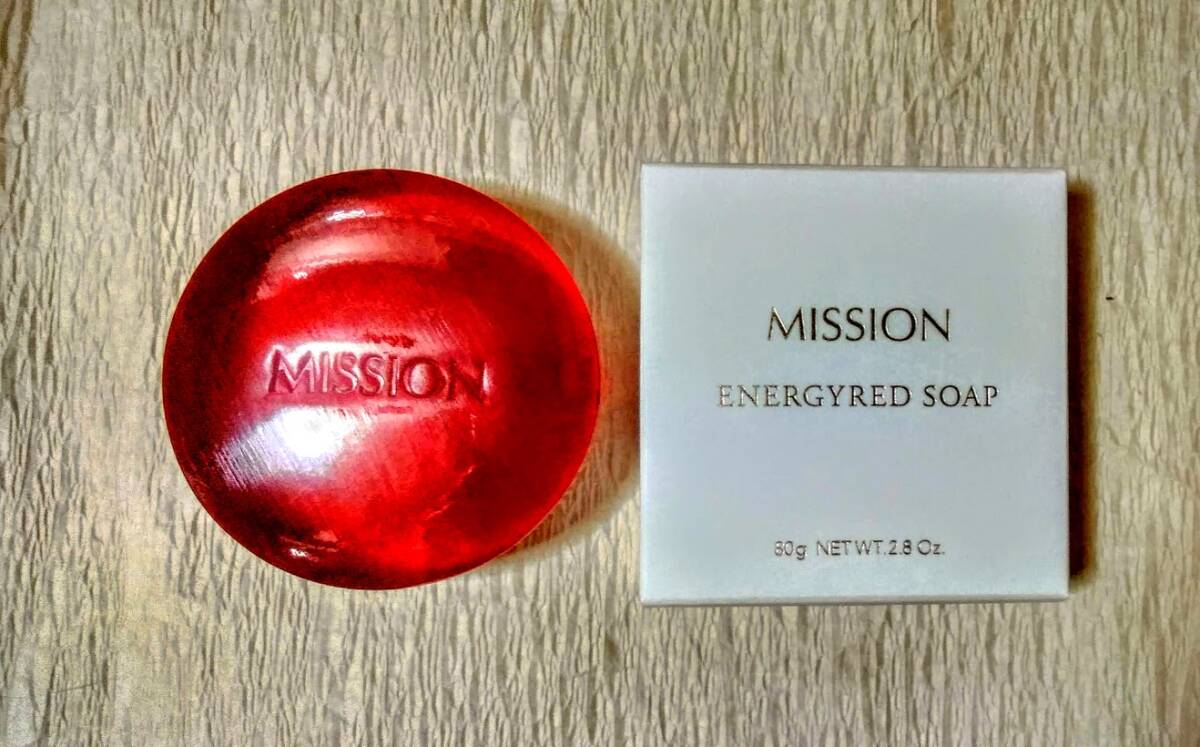 MISSION
MISSION
ENERGYRED SOAP
80g NET WT. 2.8 Oz.